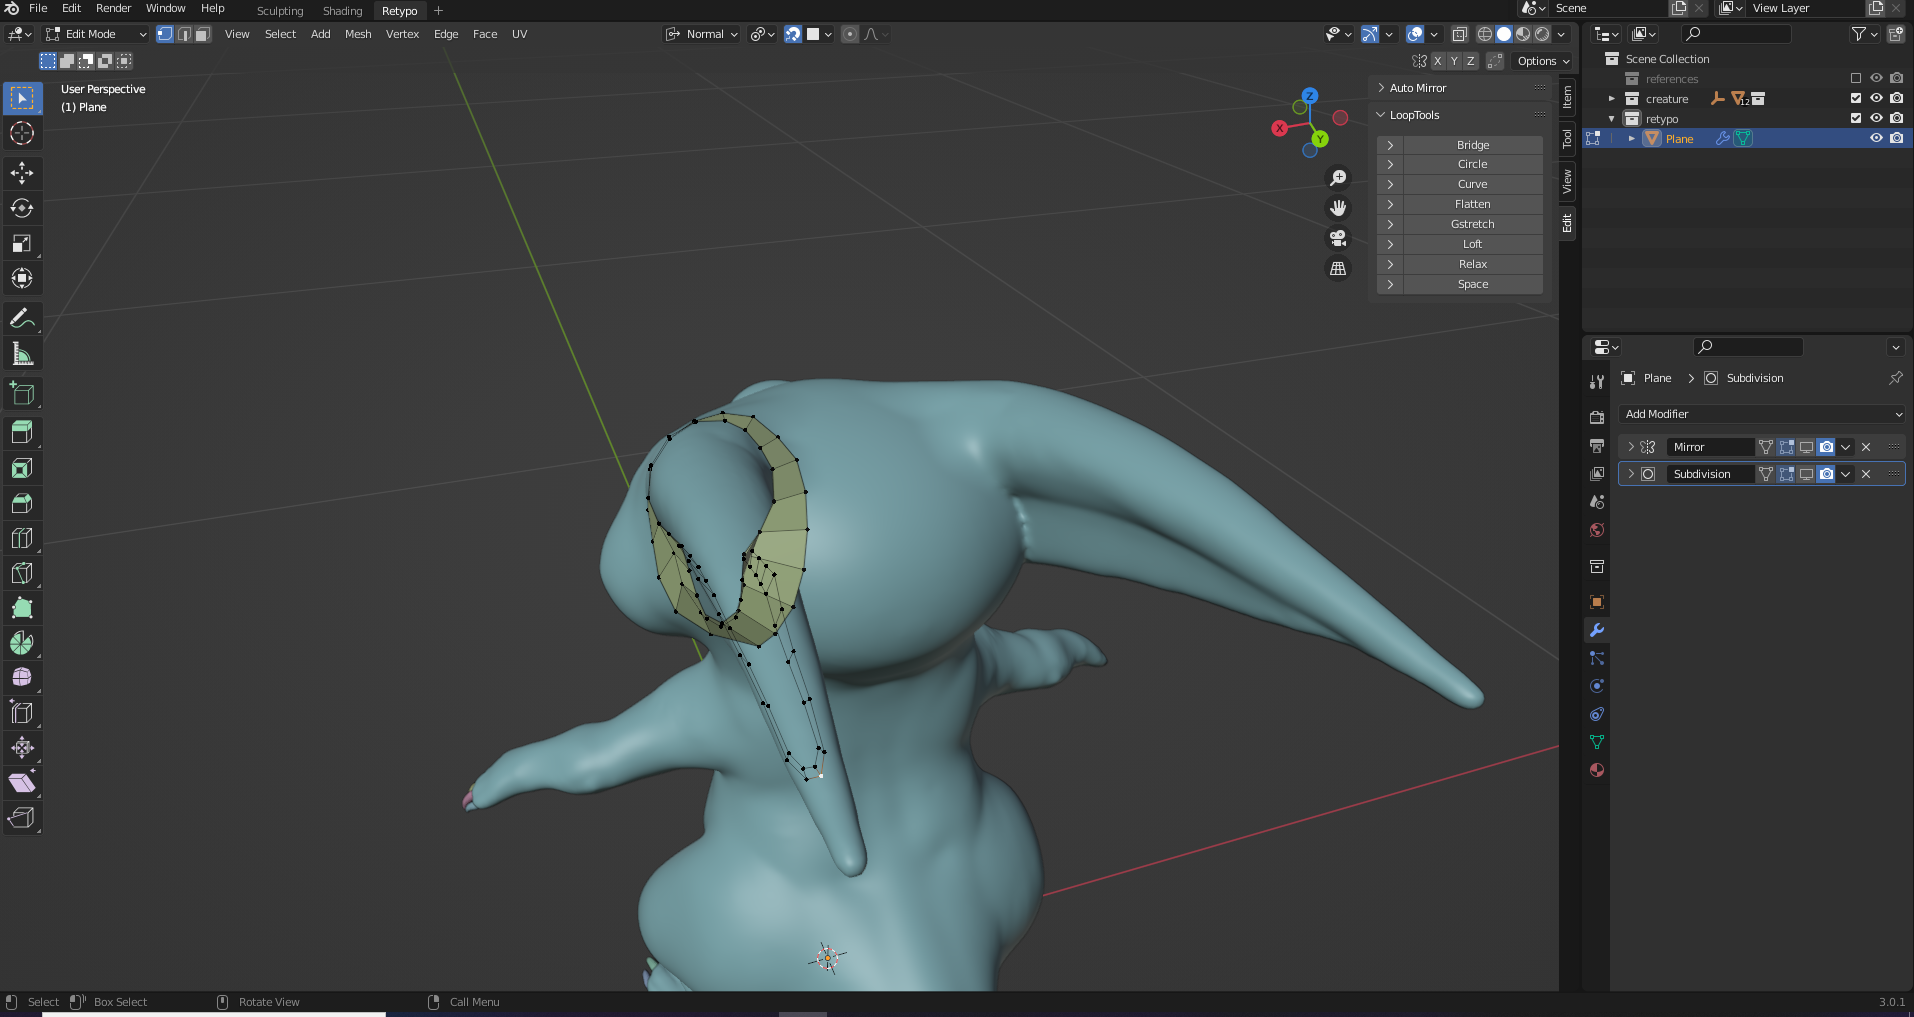 File Edit Render Window Help Sculpting Shading Retypo + Scene View Layer
Edit Mode View Select Add Mesh Vertex Edge Face UV Normal
X Y Z Options
User Perspective
(1) Plane
Z
X
Y
Auto Mirror
LoopTools
Bridge
Circle
Curve
Flatten
Gstretch
Loft
Relax
Space
Item
Tool
View
Edit
Scene Collection
references
creature 12
retypo
Plane
Plane Subdivision
Add Modifier
Mirror
Subdivision
Select Box Select Rotate View Call Menu 3.0.1